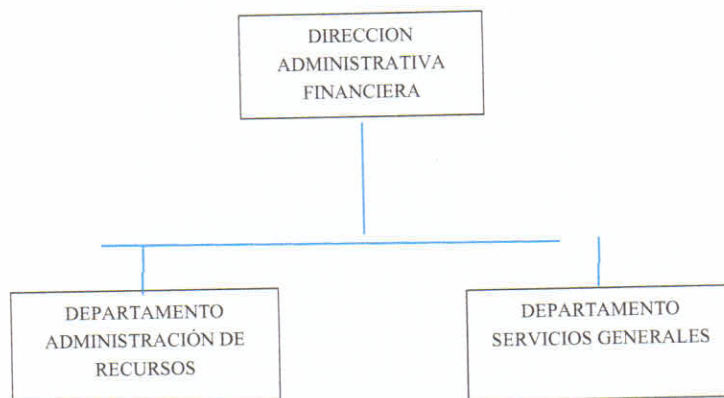 DIRECCION
ADMINISTRATIVA
FINANCIERA
DEPARTAMENTO
ADMINISTRACIÓN DE
RECURSOS
DEPARTAMENTO
SERVICIOS GENERALES